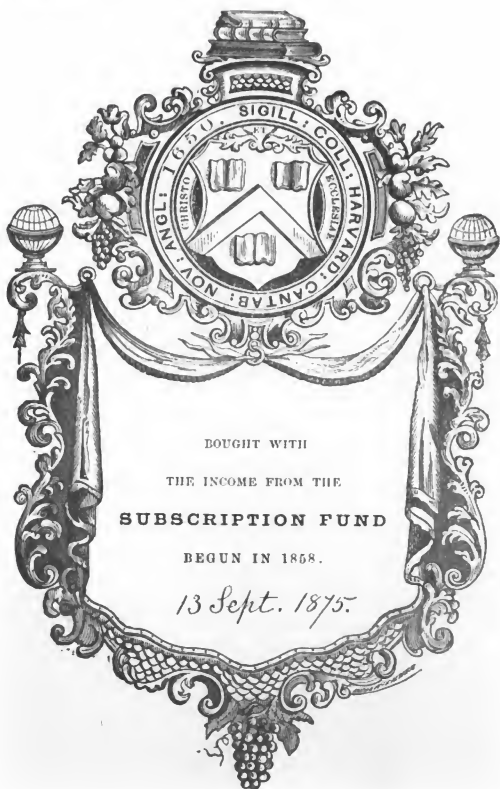 SIGILL: COLL: HARVARD: CANTAB: NOV: ANGL: 1650.
ET
CHRISTO
ECCLESIAE
BOUGHT WITH
THE INCOME FROM THE
SUBSCRIPTION FUND
BEGUN IN 1858.
13 Sept. 1875.